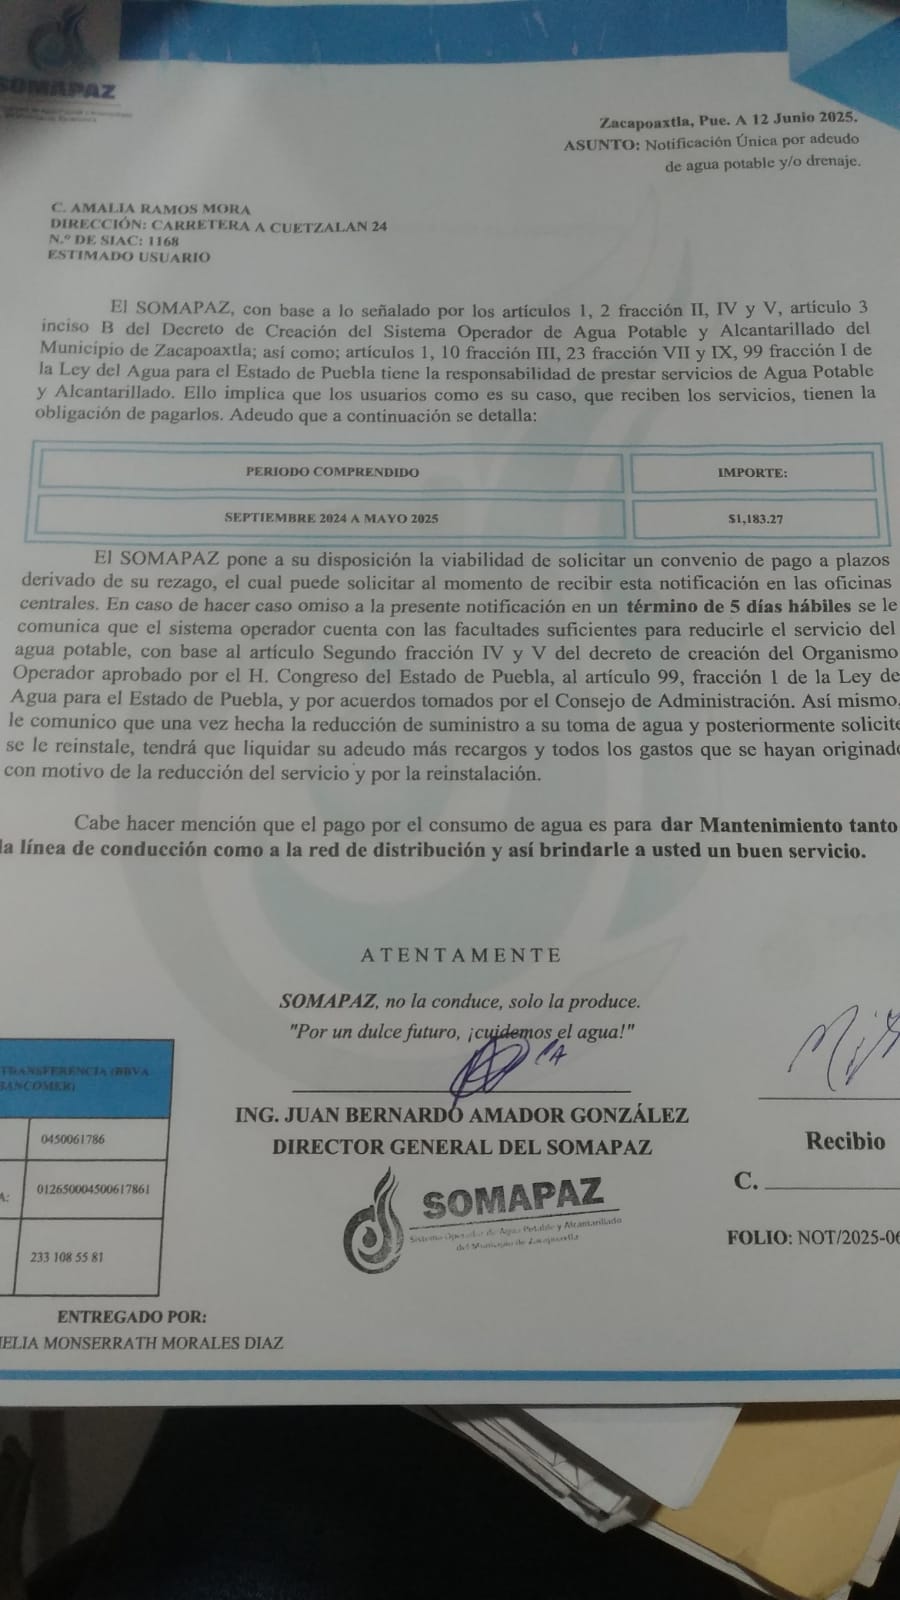 SOMAPAZ
Zacapoaxtla, Pue. A 12 Junio 2025.
ASUNTO: Notificación Única por adeudo
de agua potable y/o drenaje.
C. AMALIA RAMOS MORA
DIRECCIÓN: CARRETERA A CUETZALAN 24
N.º DE SIAC: 1168
ESTIMADO USUARIO
El SOMAPAZ, con base a lo señalado por los artículos 1, 2 fracción II, IV y V, artículo 3
inciso B del Decreto de Creación del Sistema Operador de Agua Potable y Alcantarillado del
Municipio de Zacapoaxtla; así como; artículos 1, 10 fracción III, 23 fracción VII y IX, 99 fracción I de
la Ley del Agua para el Estado de Puebla tiene la responsabilidad de prestar servicios de Agua Potable
y Alcantarillado. Ello implica que los usuarios como es su caso, que reciben los servicios, tienen la
obligación de pagarlos. Adeudo que a continuación se detalla:
PERIODO COMPRENDIDO IMPORTE:
SEPTIEMBRE 2024 A MAYO 2025 $1,183.27
El SOMAPAZ pone a su disposición la viabilidad de solicitar un convenio de pago a plazos
derivado de su rezago, el cual puede solicitar al momento de recibir esta notificación en las oficinas
centrales. En caso de hacer caso omiso a la presente notificación en un término de 5 días hábiles se le
comunica que el sistema operador cuenta con las facultades suficientes para reducirle el servicio del
agua potable, con base al artículo Segundo fracción IV y V del decreto de creación del Organismo
Operador aprobado por el H. Congreso del Estado de Puebla, al artículo 99, fracción 1 de la Ley de
Agua para el Estado de Puebla, y por acuerdos tomados por el Consejo de Administración. Así mismo,
le comunico que una vez hecha la reducción de suministro a su toma de agua y posteriormente solicite
se le reinstale, tendrá que liquidar su adeudo más recargos y todos los gastos que se hayan originado
con motivo de la reducción del servicio y por la reinstalación.
Cabe hacer mención que el pago por el consumo de agua es para dar Mantenimiento tanto
la línea de conducción como a la red de distribución y así brindarle a usted un buen servicio.
ATENTAMENTE
SOMAPAZ, no la conduce, solo la produce.
"Por un dulce futuro, ¡cuidemos el agua!"
TRANSFERENCIA (BBVA
BANCOMER)
0450061786
A: 012650004500617861
233 108 55 81
ING. JUAN BERNARDO AMADOR GONZÁLEZ
DIRECTOR GENERAL DEL SOMAPAZ
SOMAPAZ
Sistema Operador de Agua Potable y Alcantarillado
del Municipio de Zacapoaxtla
Recibio
C.
FOLIO: NOT/2025-06
ENTREGADO POR:
ELIA MONSERRATH MORALES DIAZ